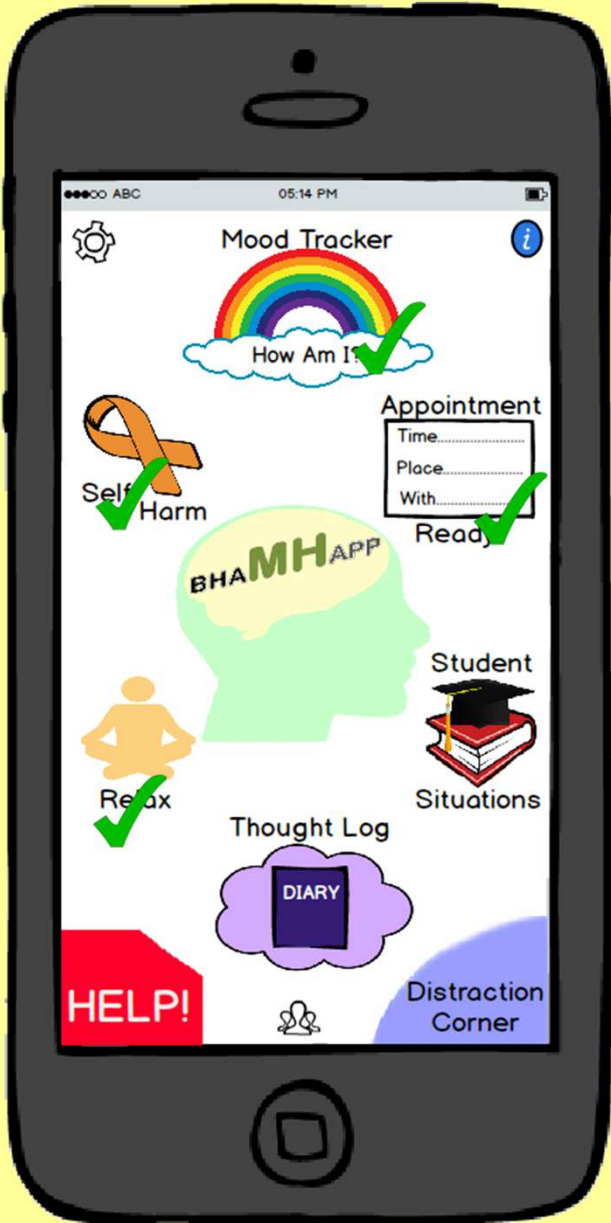 ABC 05:14 PM
i
Mood Tracker
How Am I?
Appointment
Time
Place
With
Ready
Self
Harm
BHAMHAPP
Student
Situations
Relax
Thought Log
DIARY
HELP!
Distraction
Corner